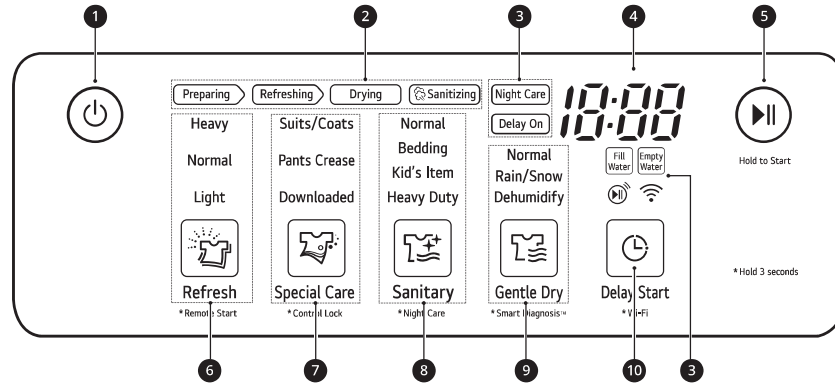 1
2
3
4
5
Preparing
Refreshing
Drying
Sanitizing
Night Care
Delay On
18:88
Heavy
Normal
Light
Refresh
*Remote Start
Suits/Coats
Pants Crease
Downloaded
Special Care
*Control Lock
Normal
Bedding
Kid's Item
Heavy Duty
Sanitary
*Night Care
Normal
Rain/Snow
Dehumidify
Gentle Dry
*Smart Diagnosis™
Fill
Water
Empty
Water
Delay Start
*Wi-Fi
Hold to Start
*Hold 3 seconds
6
7
8
9
10
3